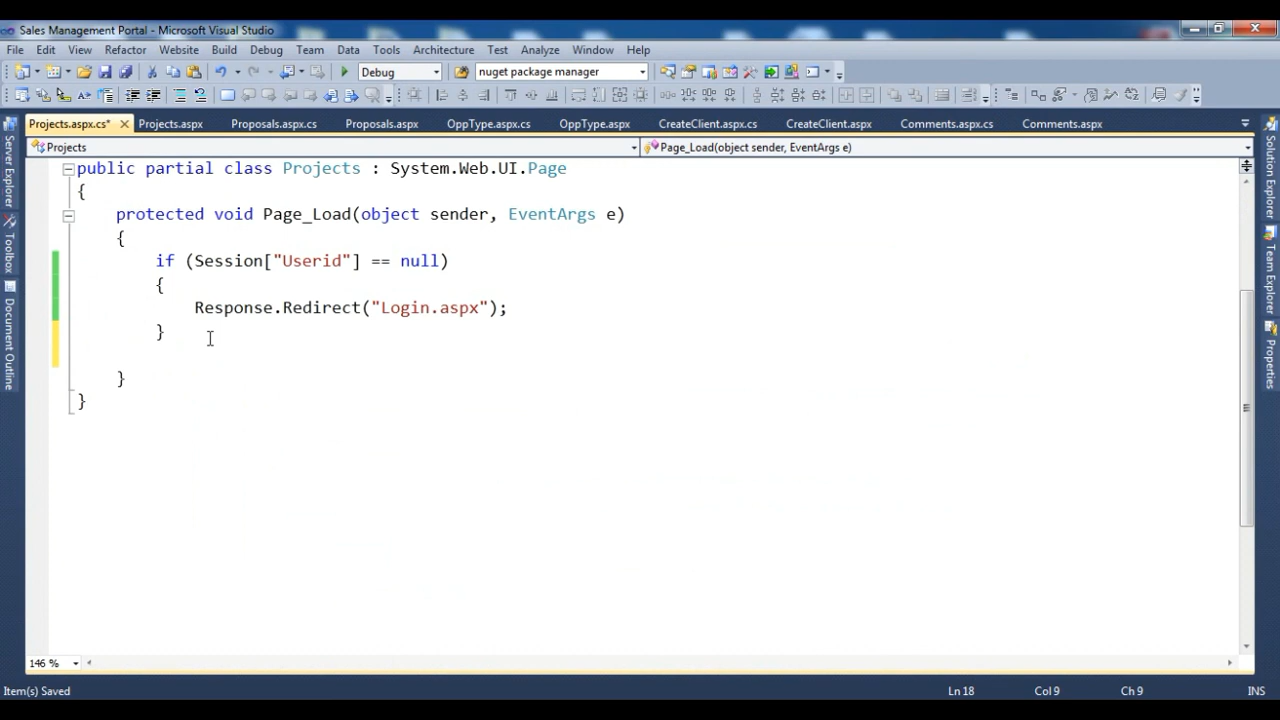 Sales Management Portal - Microsoft Visual Studio
File Edit View Refactor Website Build Debug Team Data Tools Architecture Test Analyze Window Help
Debug nuget package manager
Projects.aspx.cs* Projects.aspx Proposals.aspx.cs Proposals.aspx OppType.aspx.cs OppType.aspx CreateClient.aspx.cs CreateClient.aspx Comments.aspx.cs Comments.aspx
Projects Page_Load(object sender, EventArgs e)
public partial class Projects : System.Web.UI.Page
{
protected void Page_Load(object sender, EventArgs e)
{
if (Session["Userid"] == null)
{
Response.Redirect("Login.aspx");
}
}
}
Server Explorer
Toolbox
Document Outline
Solution Explorer
Team Explorer
Properties
146 %
Item(s) Saved Ln 18 Col 9 Ch 9 INS